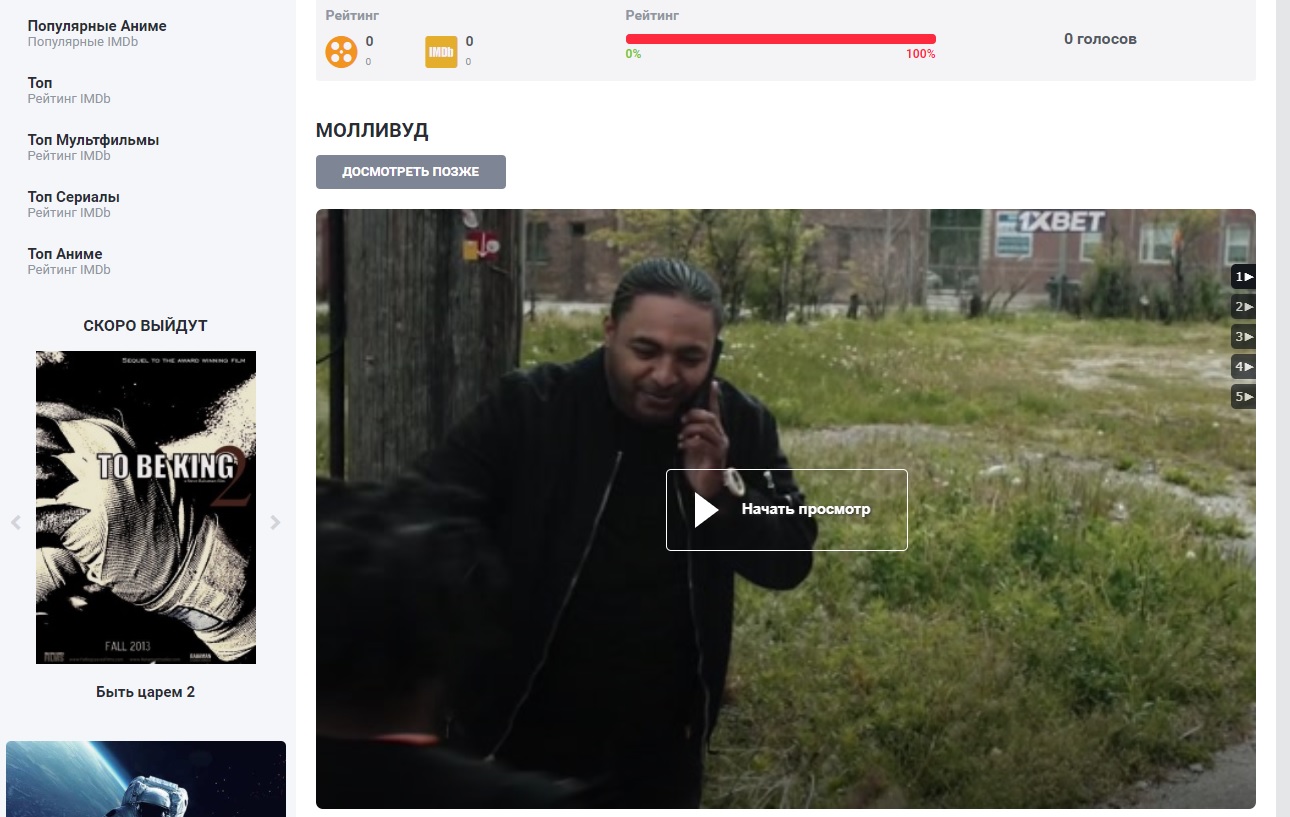 Популярные Аниме
Популярные IMDb
Топ
Рейтинг IMDb
Топ Мультфильмы
Рейтинг IMDb
Топ Сериалы
Рейтинг IMDb
Топ Аниме
Рейтинг IMDb
СКОРО ВЫЙДУТ
SEQUEL TO THE AWARD WINNING FILM
TO BE KING
2
FALL 2013
Быть царем 2
Рейтинг
0
0
IMDb
0
0
Рейтинг
0%
100%
0 голосов
МОЛЛИВУД
ДОСМОТРЕТЬ ПОЗЖЕ
1XBET
1
2
3
4
5
Начать просмотр